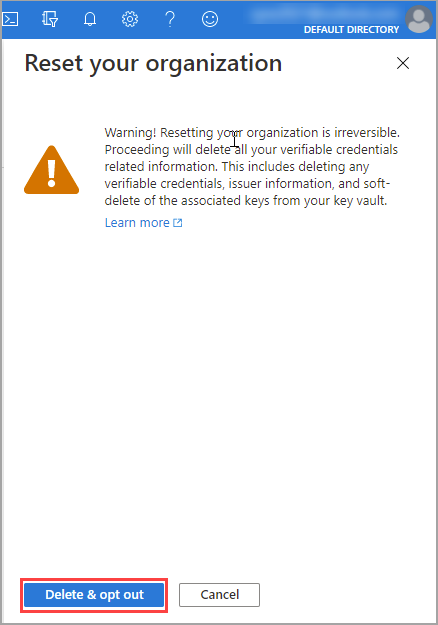 DEFAULT DIRECTORY
Reset your organization
Warning! Resetting your organization is irreversible.
Proceeding will delete all your verifiable credentials
related information. This includes deleting any
verifiable credentials, issuer information, and soft-
delete of the associated keys from your key vault.
Learn more
Delete & opt out
Cancel